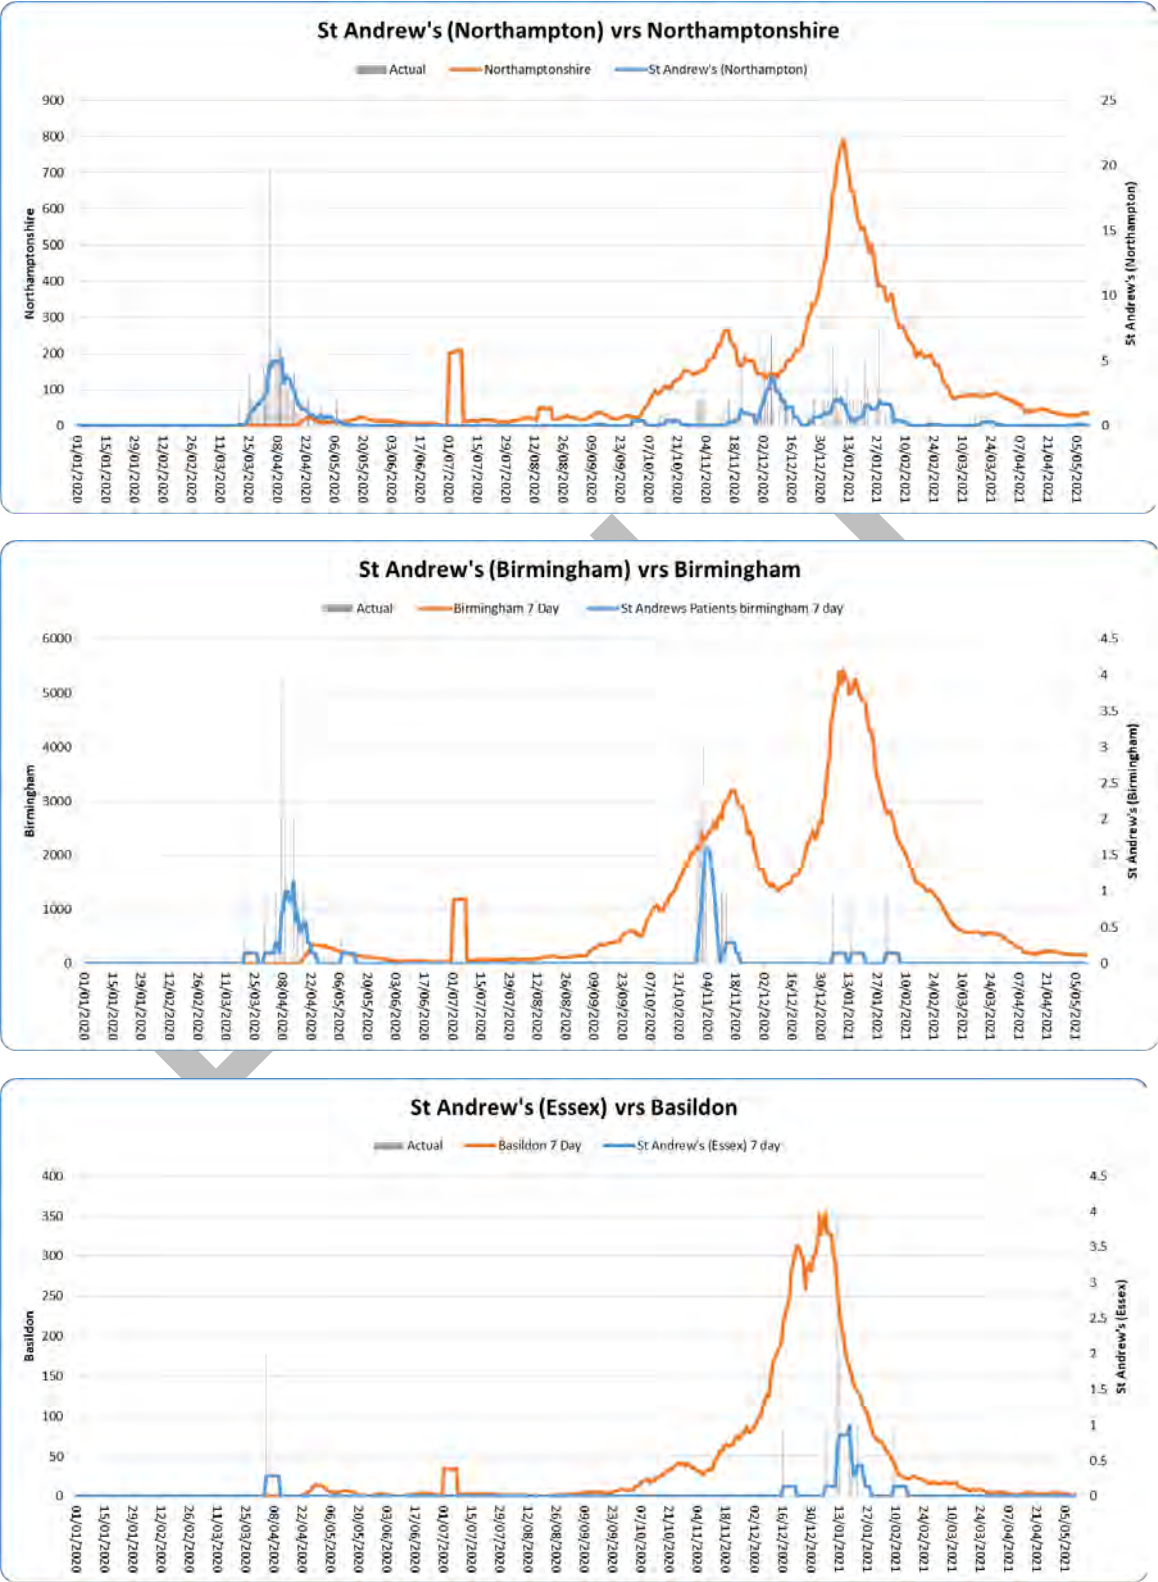 St Andrew's (Northampton) vrs Northamptonshire
Actual Northamptonshire St Andrew's (Northampton)
900 25
800
700 20
600
500 15
400 10
300
200 5
100
0 0
Northamptonshire
St Andrew's (Northampton)
01/01/2020 15/01/2020 29/01/2020 12/02/2020 26/02/2020 11/03/2020 25/03/2020 08/04/2020 22/04/2020 06/05/2020 20/05/2020 03/06/2020 17/06/2020 01/07/2020 15/07/2020 29/07/2020 12/08/2020 26/08/2020 09/09/2020 23/09/2020 07/10/2020 21/10/2020 04/11/2020 18/11/2020 02/12/2020 16/12/2020 30/12/2020 13/01/2021 27/01/2021 10/02/2021 24/02/2021 10/03/2021 24/03/2021 07/04/2021 21/04/2021 05/05/2021
St Andrew's (Birmingham) vrs Birmingham
Actual Birmingham 7 Day St Andrews Patients birmingham 7 day
6000 4.5
5000 4
3.5
4000 3
3000 2.5
2
2000 1.5
1000 1
0.5
0 0
Birmingham
St Andrew's (Birmingham)
01/01/2020 15/01/2020 29/01/2020 12/02/2020 26/02/2020 11/03/2020 25/03/2020 08/04/2020 22/04/2020 06/05/2020 20/05/2020 03/06/2020 17/06/2020 01/07/2020 15/07/2020 29/07/2020 12/08/2020 26/08/2020 09/09/2020 23/09/2020 07/10/2020 21/10/2020 04/11/2020 18/11/2020 02/12/2020 16/12/2020 30/12/2020 13/01/2021 27/01/2021 10/02/2021 24/02/2021 10/03/2021 24/03/2021 07/04/2021 21/04/2021 05/05/2021
St Andrew's (Essex) vrs Basildon
Actual Basildon 7 Day St Andrew's (Essex) 7 day
400 4.5
350 4
300 3.5
250 3
200 2.5
150 2
100 1.5
50 1
0.5
0 0
Basildon
St Andrew's (Essex)
01/01/2020 15/01/2020 29/01/2020 12/02/2020 26/02/2020 11/03/2020 25/03/2020 08/04/2020 22/04/2020 06/05/2020 20/05/2020 03/06/2020 17/06/2020 01/07/2020 15/07/2020 29/07/2020 12/08/2020 26/08/2020 09/09/2020 23/09/2020 07/10/2020 21/10/2020 04/11/2020 18/11/2020 02/12/2020 16/12/2020 30/12/2020 13/01/2021 27/01/2021 10/02/2021 24/02/2021 10/03/2021 24/03/2021 07/04/2021 21/04/2021 05/05/2021